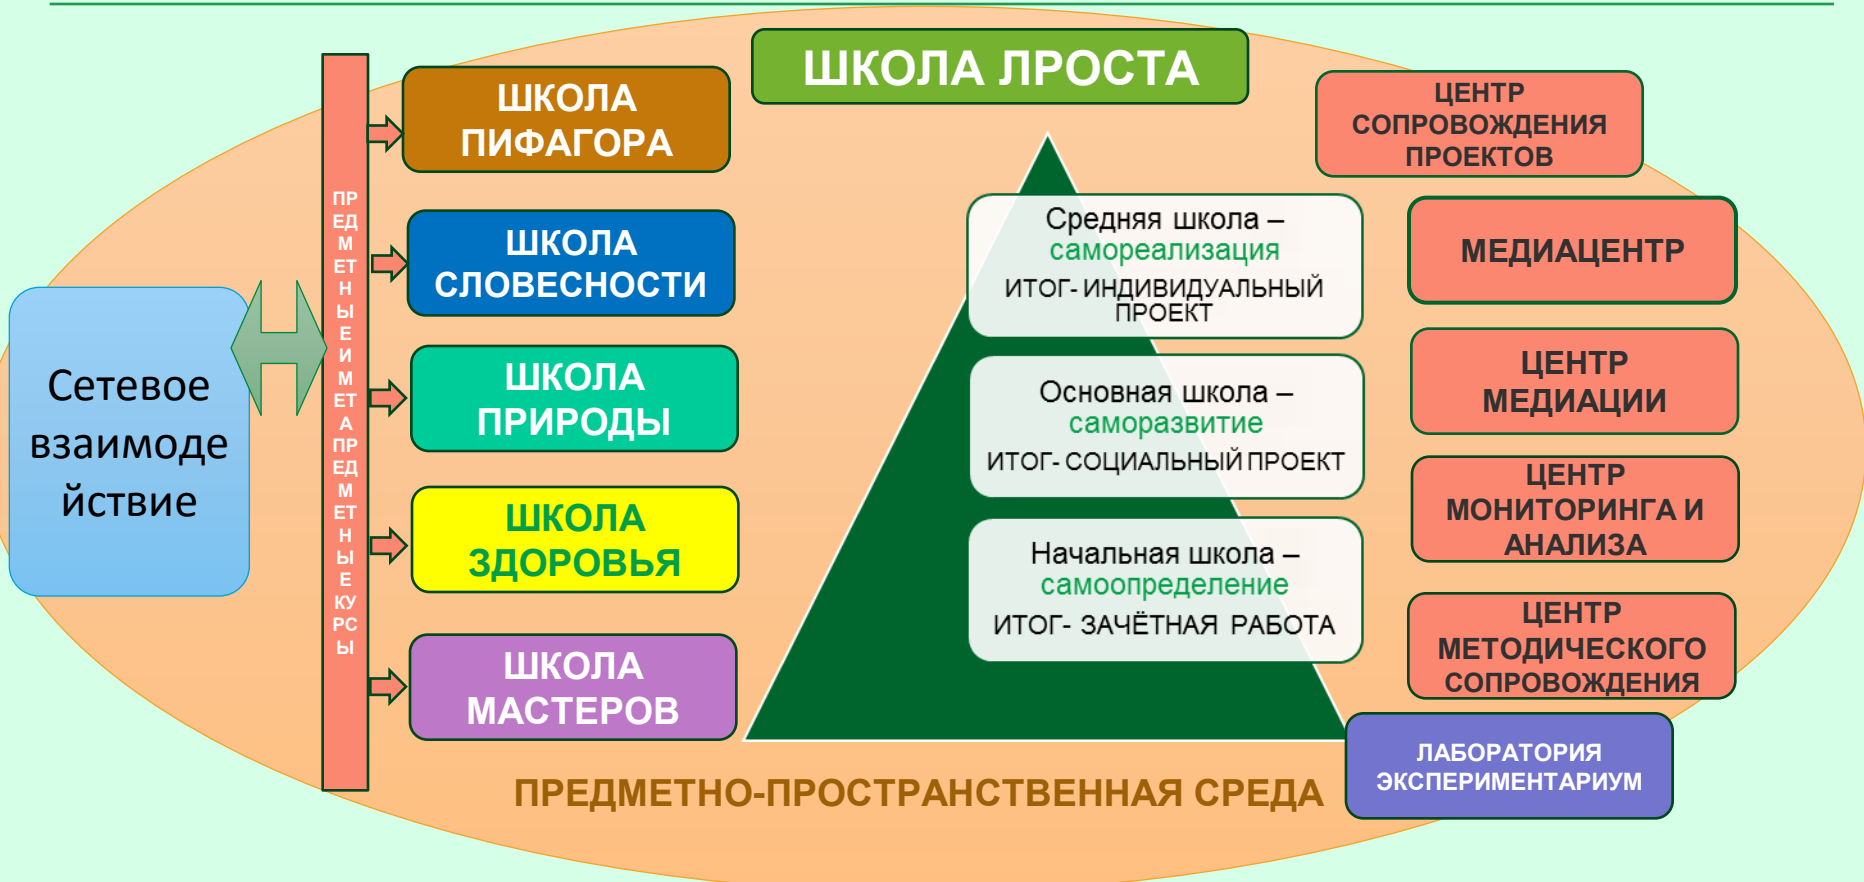 ШКОЛА ЛРОСТА
Сетевое
взаимоде
йствие
ПР
ЕД
М
ЕТ
Н
Ы
Е
И
М
ЕТ
А
ПР
ЕД
М
ЕТ
Н
Ы
Е
КУ
РС
Ы
ШКОЛА
ПИФАГОРА
ШКОЛА
СЛОВЕСНОСТИ
ШКОЛА
ПРИРОДЫ
ШКОЛА
ЗДОРОВЬЯ
ШКОЛА
МАСТЕРОВ
Средняя школа –
самореализация
ИТОГ- ИНДИВИДУАЛЬНЫЙ
ПРОЕКТ
Основная школа –
саморазвитие
ИТОГ- СОЦИАЛЬНЫЙ ПРОЕКТ
Начальная школа –
самоопределение
ИТОГ- ЗАЧЁТНАЯ РАБОТА
ЦЕНТР
СОПРОВОЖДЕНИЯ
ПРОЕКТОВ
МЕДИАЦЕНТР
ЦЕНТР
МЕДИАЦИИ
ЦЕНТР
МОНИТОРИНГА И
АНАЛИЗА
ЦЕНТР
МЕТОДИЧЕСКОГО
СОПРОВОЖДЕНИЯ
ЛАБОРАТОРИЯ
ЭКСПЕРИМЕНТАРИУМ
ПРЕДМЕТНО-ПРОСТРАНСТВЕННАЯ СРЕДА